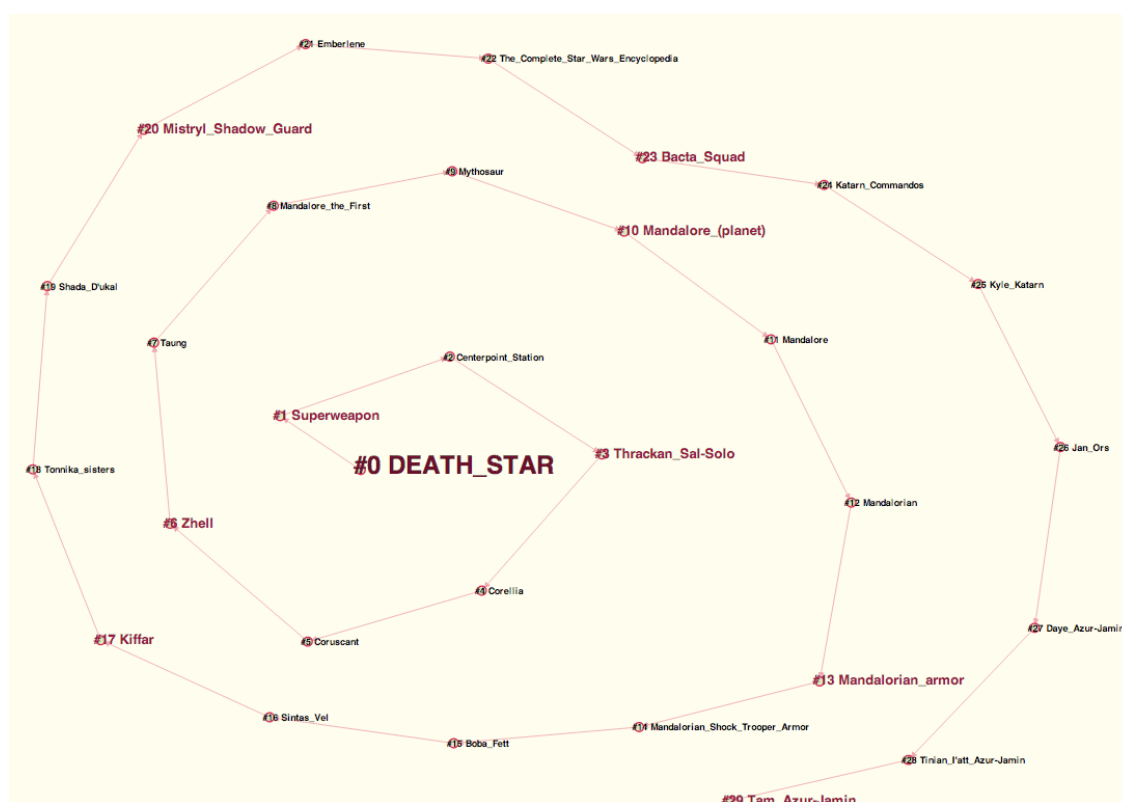 #0 DEATH_STAR
#1 Superweapon
#2 Centerpoint_Station
#3 Thrackan_Sal-Solo
#4 Corellia
#5 Coruscant
#6 Zhell
#7 Taung
#8 Mandalore_the_First
#9 Mythosaur
#10 Mandalore_(planet)
#11 Mandalore
#12 Mandalorian
#13 Mandalorian_armor
#14 Mandalorian_Shock_Trooper_Armor
#15 Boba_Fett
#16 Sintas_Vel
#17 Kiffar
#18 Tonnika_sisters
#19 Shada_D'ukal
#20 Mistryl_Shadow_Guard
#21 Emberlene
#22 The_Complete_Star_Wars_Encyclopedia
#23 Bacta_Squad
#24 Katarn_Commandos
#25 Kyle_Katarn
#26 Jan_Ors
#27 Daye_Azur-Jamin
#28 Tinian_I'att_Azur-Jamin
#29 Tam_Azur-Jamin